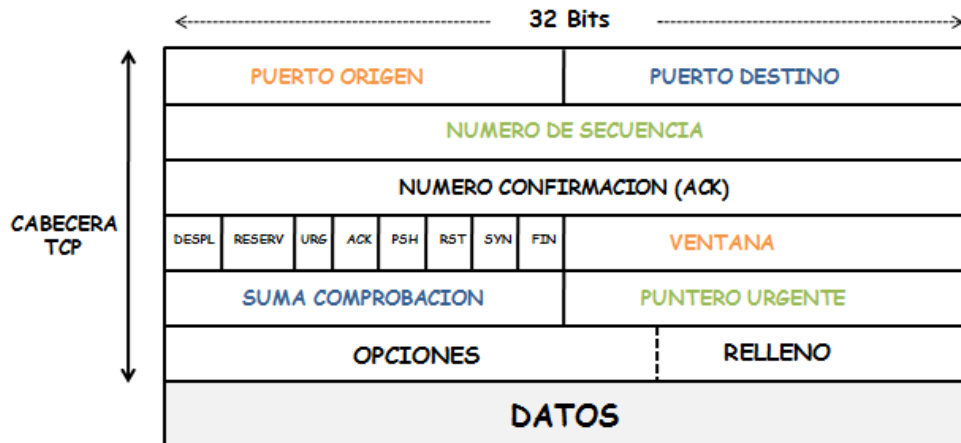 32 Bits
PUERTO ORIGEN PUERTO DESTINO
NUMERO DE SECUENCIA
NUMERO CONFIRMACION (ACK)
CABECERA
TCP
DESPL RESERV URG ACK PSH RST SYN FIN VENTANA
SUMA COMPROBACION PUNTERO URGENTE
OPCIONES RELLENO
DATOS